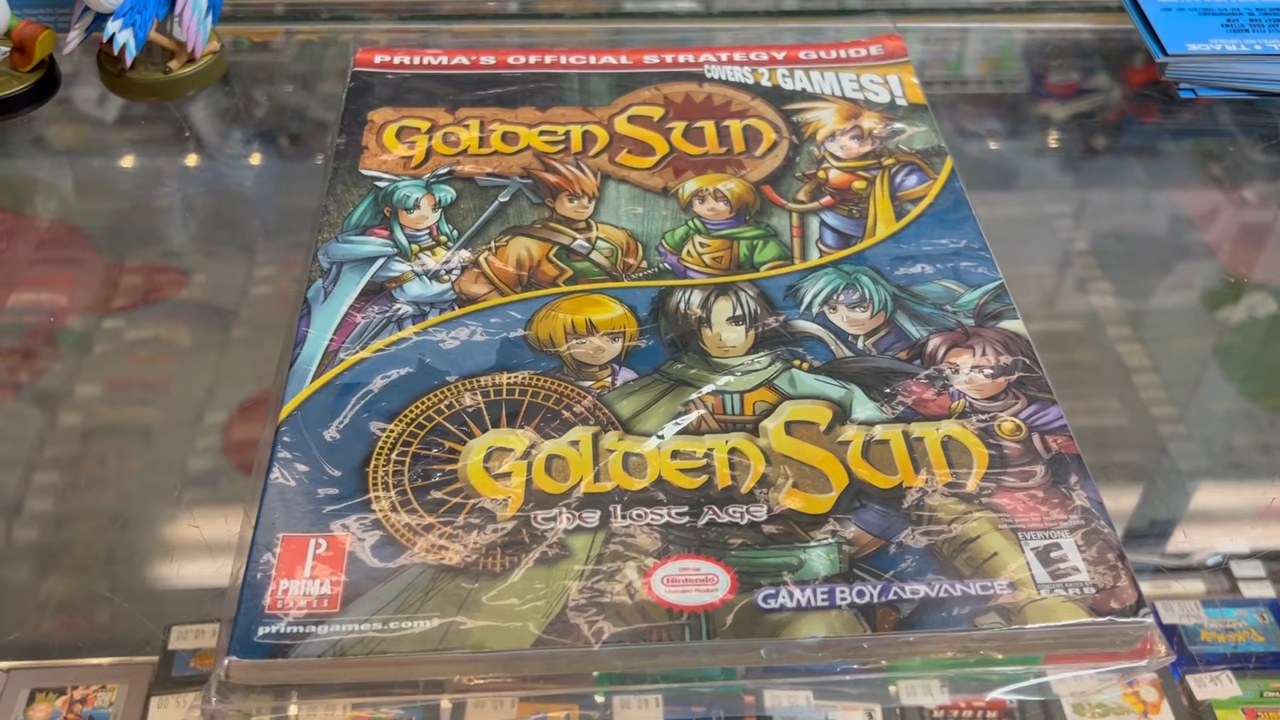 PRIMA'S OFFICIAL STRATEGY GUIDE
COVERS 2 GAMES!
GOLDEN SUN
GOLDEN SUN
THE LOST AGE
PRIMA
GAMES
primagames.com®
Official
Nintendo
Licensed Product
GAME BOY ADVANCE
EVERYONE
E
CONTENT RATED BY
ESRB
L • TRADE